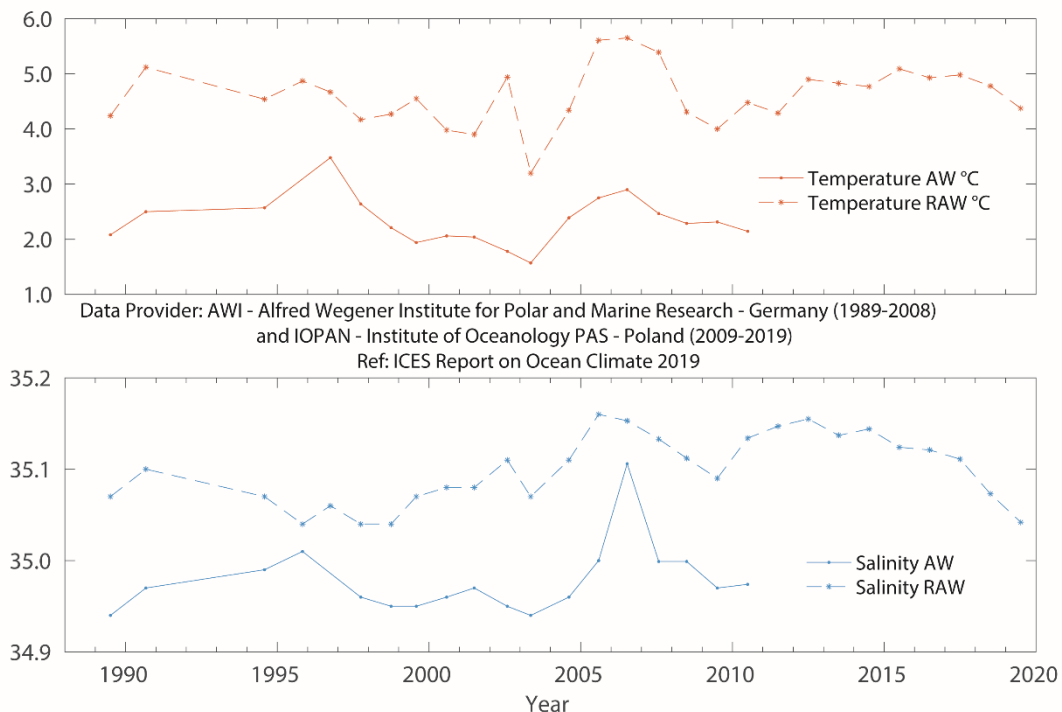 6.0
5.0
4.0
3.0
2.0
1.0
Temperature AW °C
Temperature RAW °C
Data Provider: AWI - Alfred Wegener Institute for Polar and Marine Research - Germany (1989-2008)
and IOPAN - Institute of Oceanology PAS - Poland (2009-2019)
Ref: ICES Report on Ocean Climate 2019
35.2
35.1
35.0
34.9
Salinity AW
Salinity RAW
1990 1995 2000 2005 2010 2015 2020
Year